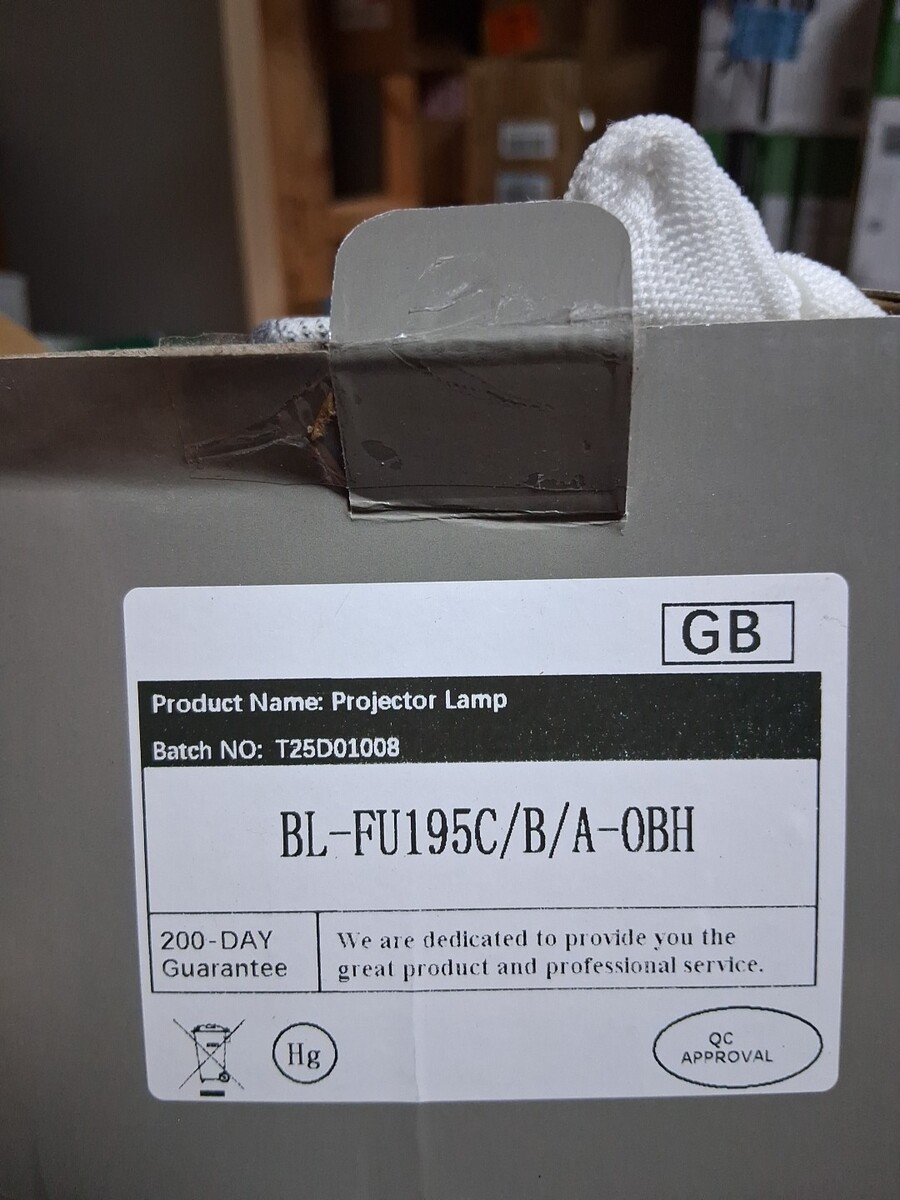 GB
Product Name: Projector Lamp
Batch NO: T25D01008
BL-FU195C/B/A-OBH
200-DAY
Guarantee
We are dedicated to provide you the
great product and professional service.
Hg
QC
APPROVAL